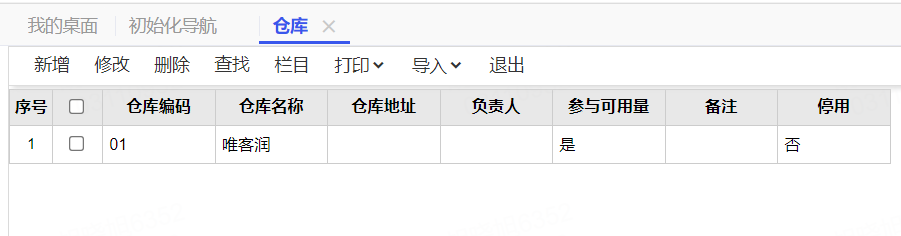 我的桌面 初始化导航 仓库
新增 修改 删除 查找 栏目 打印 导入 退出
序号 仓库编码 仓库名称 仓库地址 负责人 参与可用量 备注 停用
1 01 唯客润 是 否